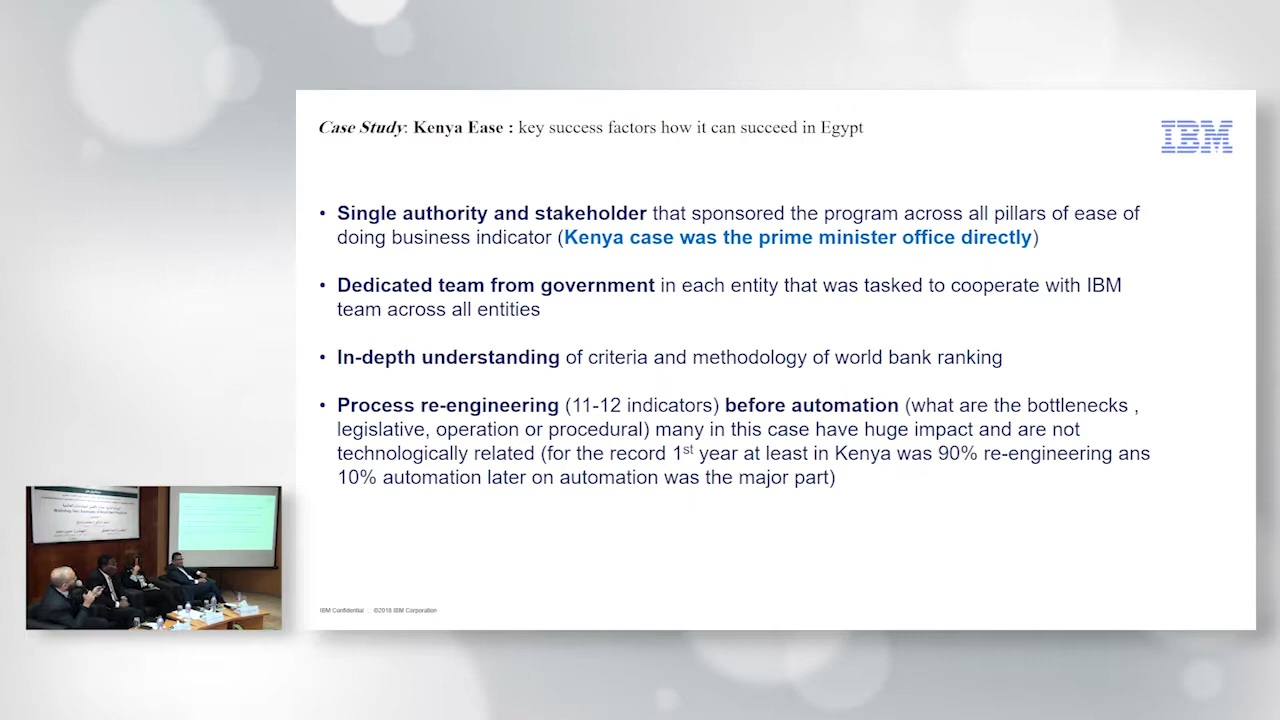 Case Study: Kenya Ease : key success factors how it can succeed in Egypt
IBM
• Single authority and stakeholder that sponsored the program across all pillars of ease of
doing business indicator (Kenya case was the prime minister office directly)
• Dedicated team from government in each entity that was tasked to cooperate with IBM
team across all entities
• In-depth understanding of criteria and methodology of world bank ranking
• Process re-engineering (11-12 indicators) before automation (what are the bottlenecks ,
legislative, operation or procedural) many in this case have huge impact and are not
technologically related (for the record 1st year at least in Kenya was 90% re-engineering ans
10% automation later on automation was the major part)
IBM Confidential : ©2018 IBM Corporation